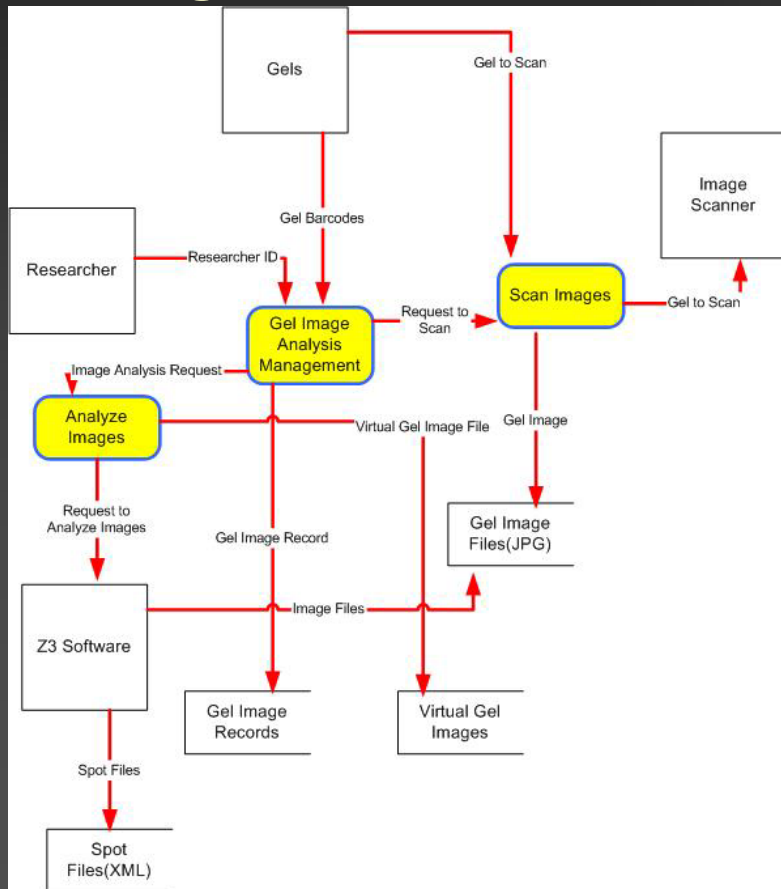 Gels
Gel to Scan
Image
Scanner
Gel Barcodes
Researcher
Researcher ID
Scan Images
Gel to Scan
Gel Image
Analysis
Management
Request to
Scan
Image Analysis Request
Analyze
Images
Virtual Gel Image File
Gel Image
Request to
Analyze Images
Gel Image Record
Gel Image
Files(JPG)
Z3 Software
Image Files
Gel Image
Records
Virtual Gel
Images
Spot Files
Spot
Files(XML)